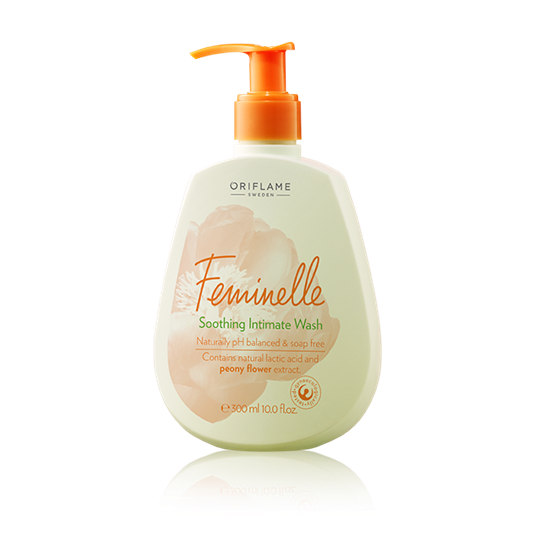 ORIFLAME
SWEDEN
Feminelle
Soothing Intimate Wash
Naturally pH balanced & soap free
Contains natural lactic acid and
peony flower extract.
℮ 300 ml 10.0 fl.oz.